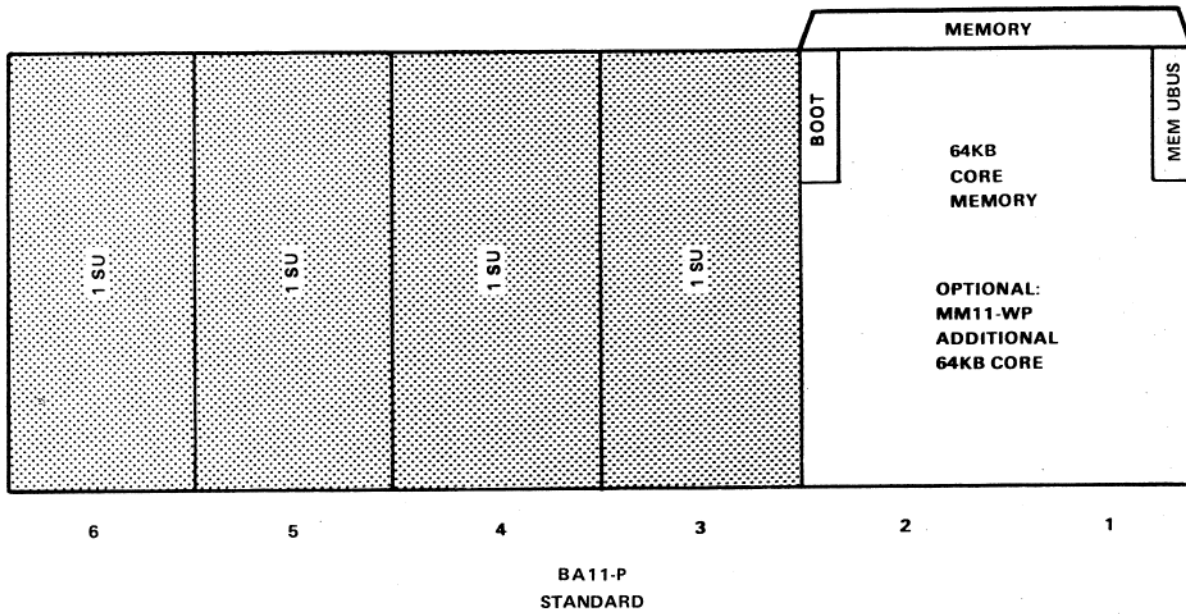 MEMORY
BOOT
MEM UBUS
64KB
CORE
MEMORY
1 SU
1 SU
1 SU
1 SU
OPTIONAL:
MM11-WP
ADDITIONAL
64KB CORE
6 5 4 3 2 1
BA11-P
STANDARD